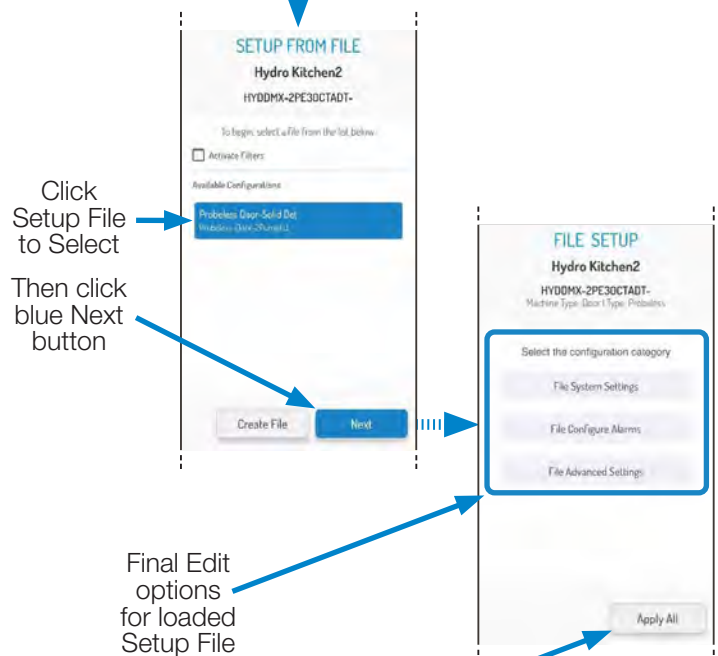 SETUP FROM FILE
Hydro Kitchen2
HYDDMX-2PE30CTADT-
To begin, select a file from the list below.
Activate Filters
Available Configurations
Probeless Door-Solid Det
Click
Setup File
to Select
Then click
blue Next
button
Create File
Next
FILE SETUP
Hydro Kitchen2
HYDDMX-2PE30CTADT-
Machine Type: Door | Type: Probeless
Select the configuration category
File System Settings
File Configure Alarms
File Advanced Settings
Final Edit
options
for loaded
Setup File
Apply All